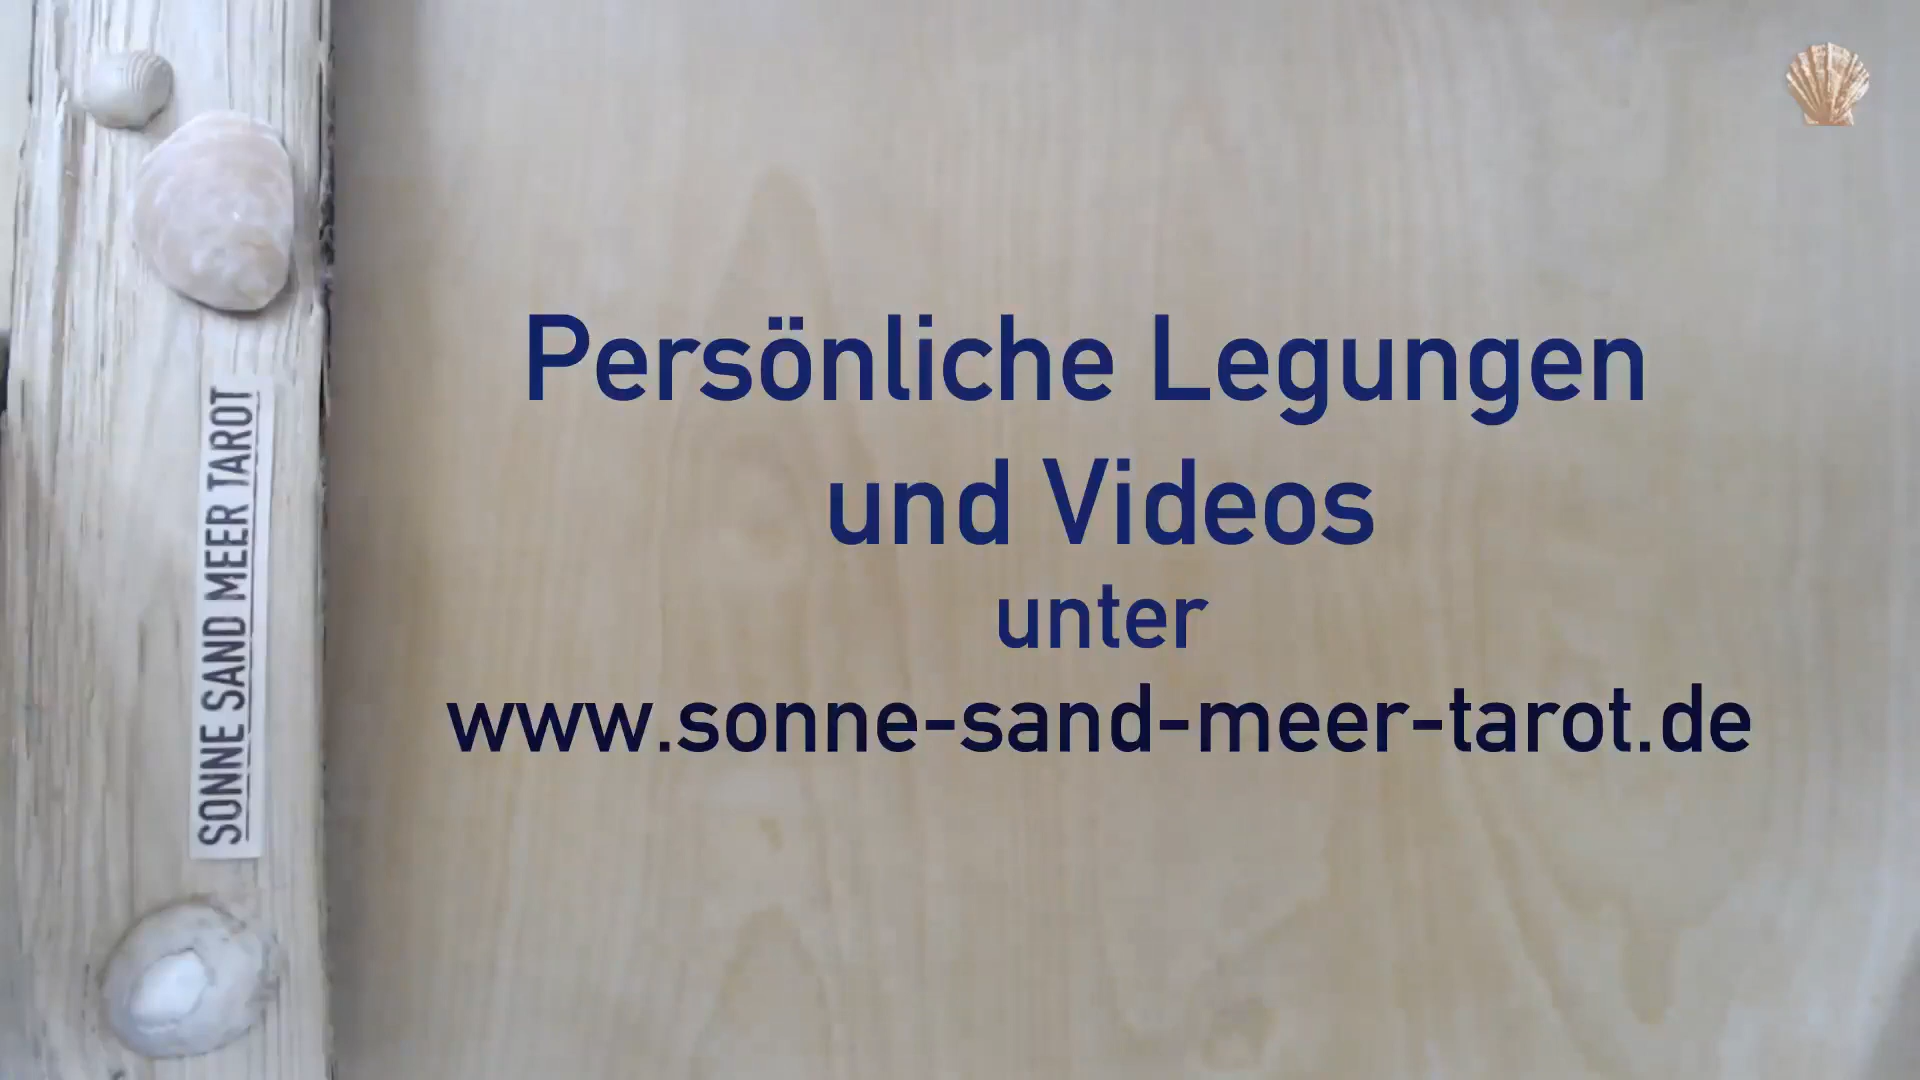 SONNE SAND MEER TAROT
Persönliche Legungen
und Videos
unter
www.sonne-sand-meer-tarot.de